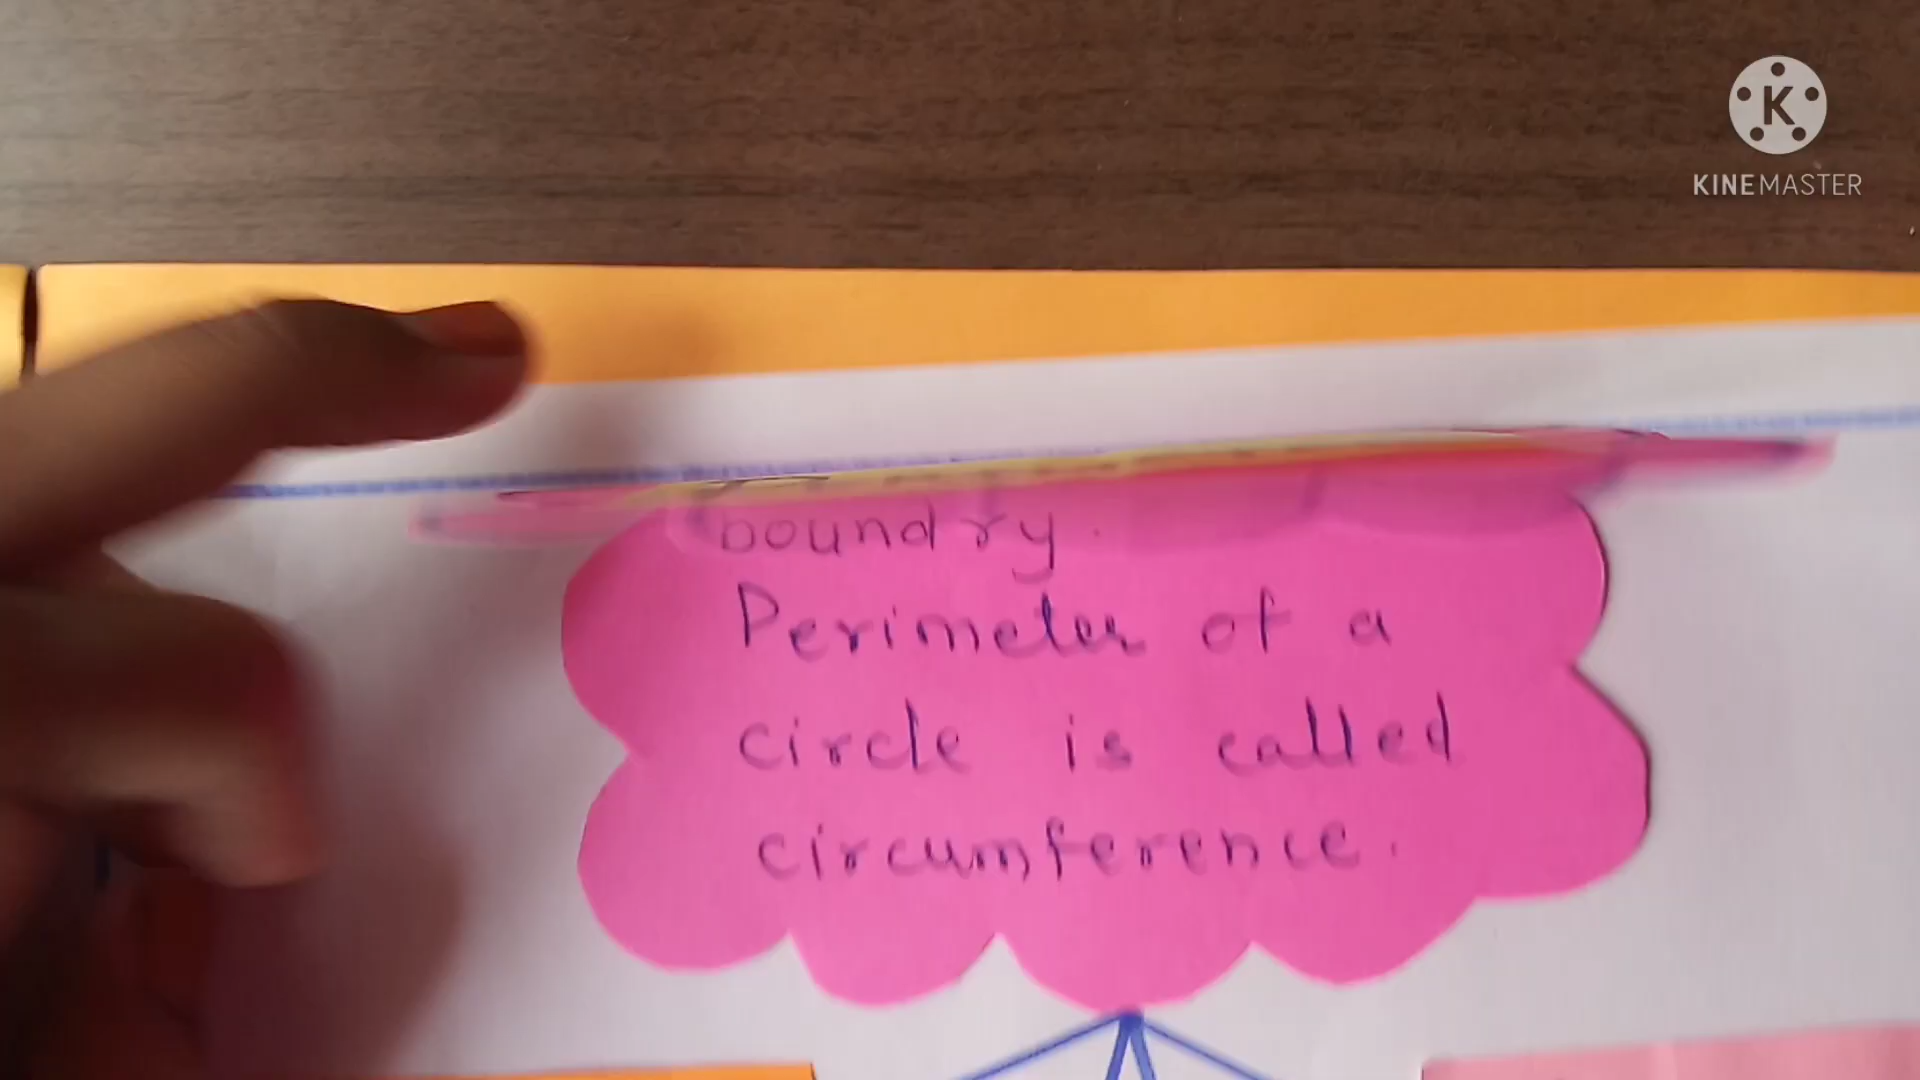 K
KINEMASTER
boundry.
Perimeter of a
circle is called
circumference.